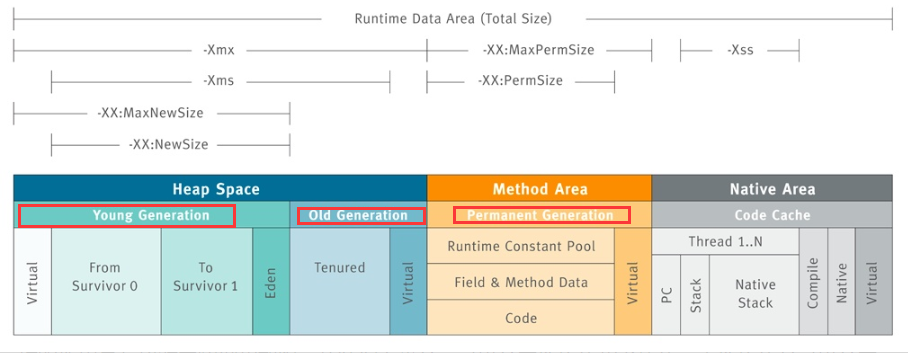 Runtime Data Area (Total Size)
-Xmx
-XX:MaxPermSize
-Xss
-Xms
-XX:PermSize
-XX:MaxNewSize
-XX:NewSize
Heap Space
Method Area
Native Area
Young Generation
Old Generation
Permanent Generation
Code Cache
Virtual
From
Survivor 0
To
Survivor 1
Eden
Tenured
Virtual
Runtime Constant Pool
Field & Method Data
Code
Virtual
Thread 1..N
PC
Stack
Native
Stack
Compile
Native
Virtual